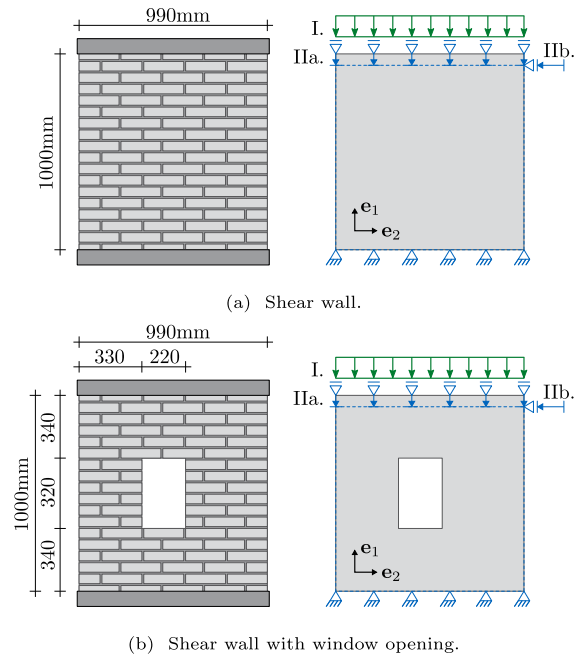 990mm
I.
IIa.
IIb.
1000mm
e1
e2
(a) Shear wall.
990mm
330 220
I.
IIa.
IIb.
1000mm
340
320
340
e1
e2
(b) Shear wall with window opening.